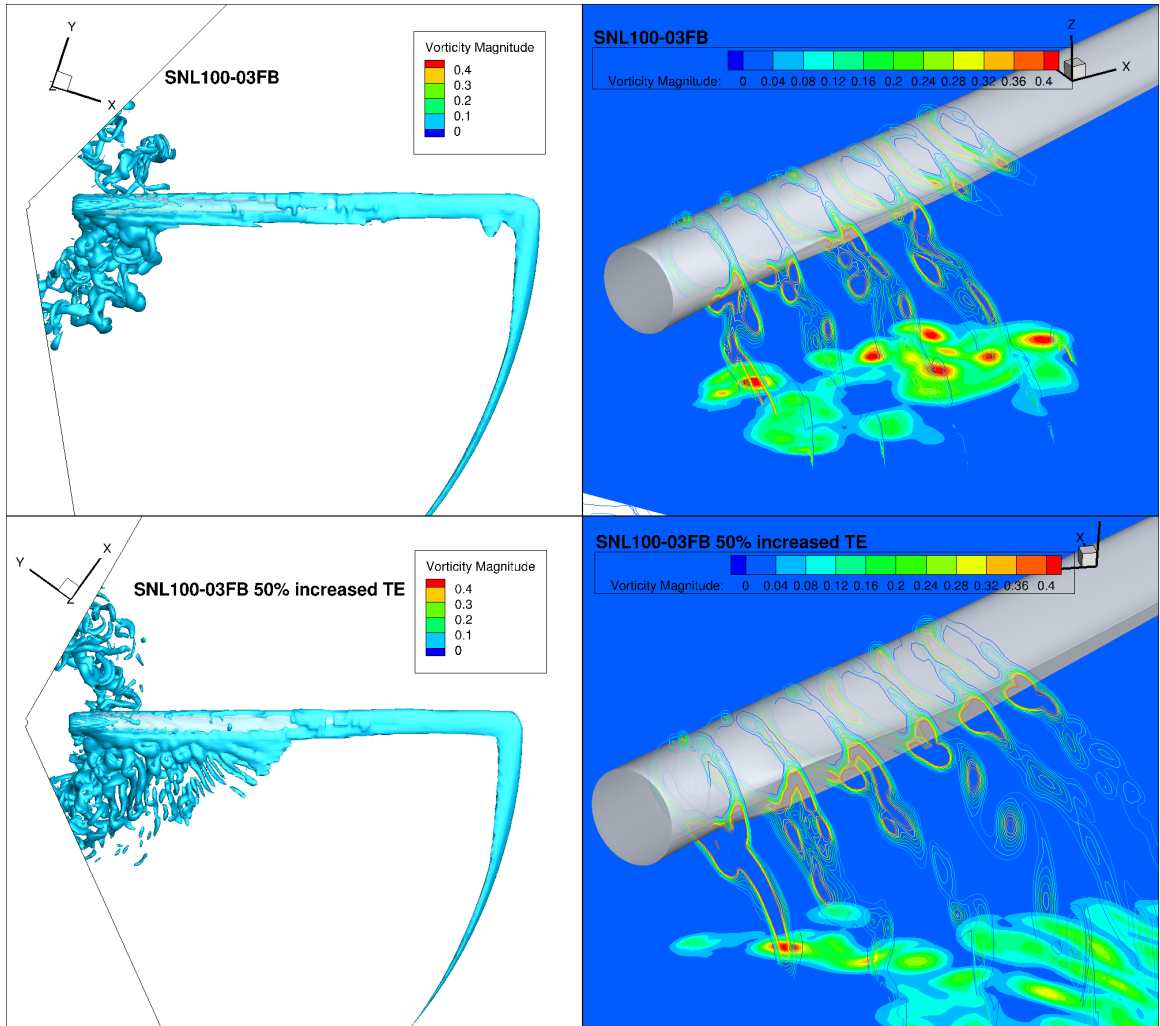 Y
Z
X
SNL100-03FB
Vorticity Magnitude
0.4
0.3
0.2
0.1
0
SNL100-03FB
Vorticity Magnitude: 0 0.04 0.08 0.12 0.16 0.2 0.24 0.28 0.32 0.36 0.4
Z
X
Y
X
Z
SNL100-03FB 50% increased TE
Vorticity Magnitude
0.4
0.3
0.2
0.1
0
SNL100-03FB 50% increased TE
Vorticity Magnitude: 0 0.04 0.08 0.12 0.16 0.2 0.24 0.28 0.32 0.36 0.4
X